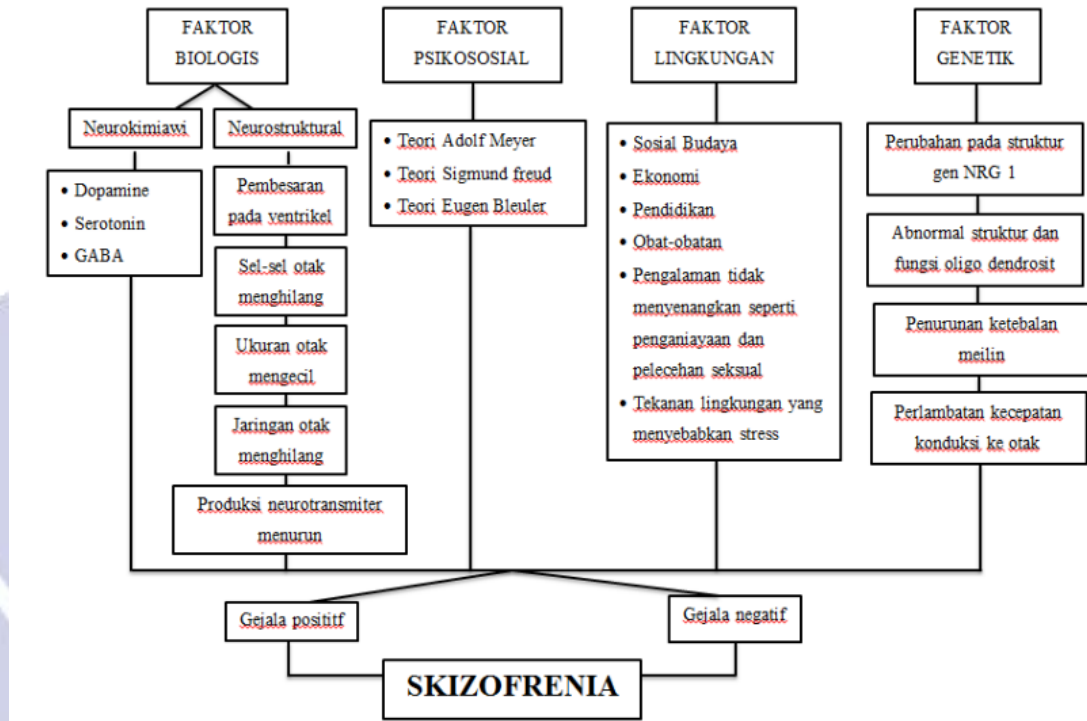 FAKTOR
BIOLOGIS
FAKTOR
PSIKOSOSIAL
FAKTOR
LINGKUNGAN
FAKTOR
GENETIK
Neurokimiawi
Neurostruktural
• Dopamine
• Serotonin
• GABA
Pembesaran
pada ventrikel
Sel-sel otak
menghilang
Ukuran otak
mengecil
Jaringan otak
menghilang
Produksi neurotransmiter
menurun
• Teori Adolf Meyer
• Teori Sigmund freud
• Teori Eugen Bleuler
• Sosial Budaya
• Ekonomi
• Pendidikan
• Obat-obatan
• Pengalaman tidak
menyenangkan seperti
penganiayaan dan
pelecehan seksual
• Tekanan lingkungan yang
menyebabkan stress
Perubahan pada struktur
gen NRG 1
Abnormal struktur dan
fungsi oligo dendrosit
Penurunan ketebalan
meilin
Perlambatan kecepatan
konduksi ke otak
Gejala posititf
Gejala negatif
SKIZOFRENIA